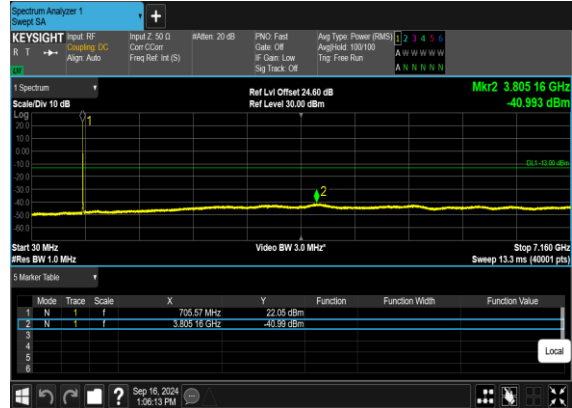 Spectrum Analyzer 1
Swept SA
+
KEYSIGHT Input: RF Input Z: 50 Ω #Atten: 20 dB PNO: Fast Avg Type: Power (RMS) 1 2 3 4 5 6
R T Coupling: DC Corr CCorr Gate: Off Avg|Hold: 100/100 A W W W W W
Align: Auto Freq Ref: Int (S) IF Gain: Low Trig: Free Run
LW Sig Track: Off A N N N N N
1 Spectrum Ref Lvl Offset 24.60 dB Mkr2 3.805 16 GHz
Scale/Div 10 dB Ref Level 30.00 dBm -40.993 dBm
Log
20.0
10.0
0.00
-10.0
-20.0
-30.0
-40.0
-50.0
-60.0
1
DL1 -13.00 dBm
2
Start 30 MHz Video BW 3.0 MHz* Stop 7.160 GHz
#Res BW 1.0 MHz Sweep 13.3 ms (40001 pts)
5 Marker Table
Mode Trace Scale X Y Function Function Width Function Value
1 N 1 f 705.57 MHz 22.05 dBm
2 N 1 f 3.805 16 GHz -40.99 dBm
3
4
5
6
Local
? Sep 16, 2024
1:06:13 PM